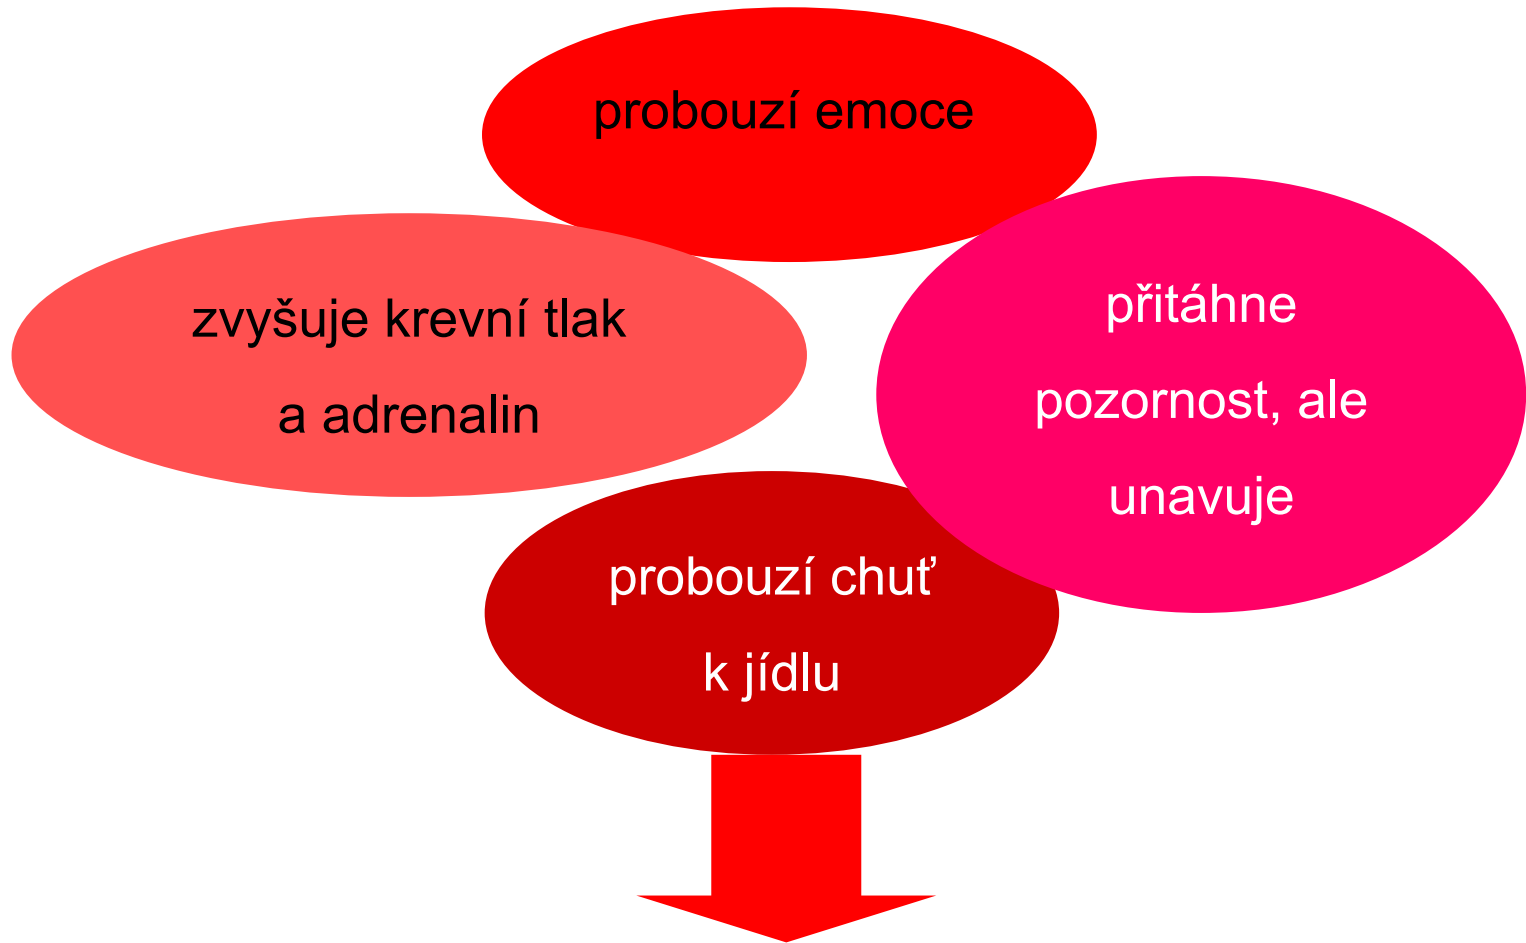 probouzí emoce
zvyšuje krevní tlak
a adrenalin
přitáhne
pozornost, ale
unavuje
probouzí chuť
k jídlu